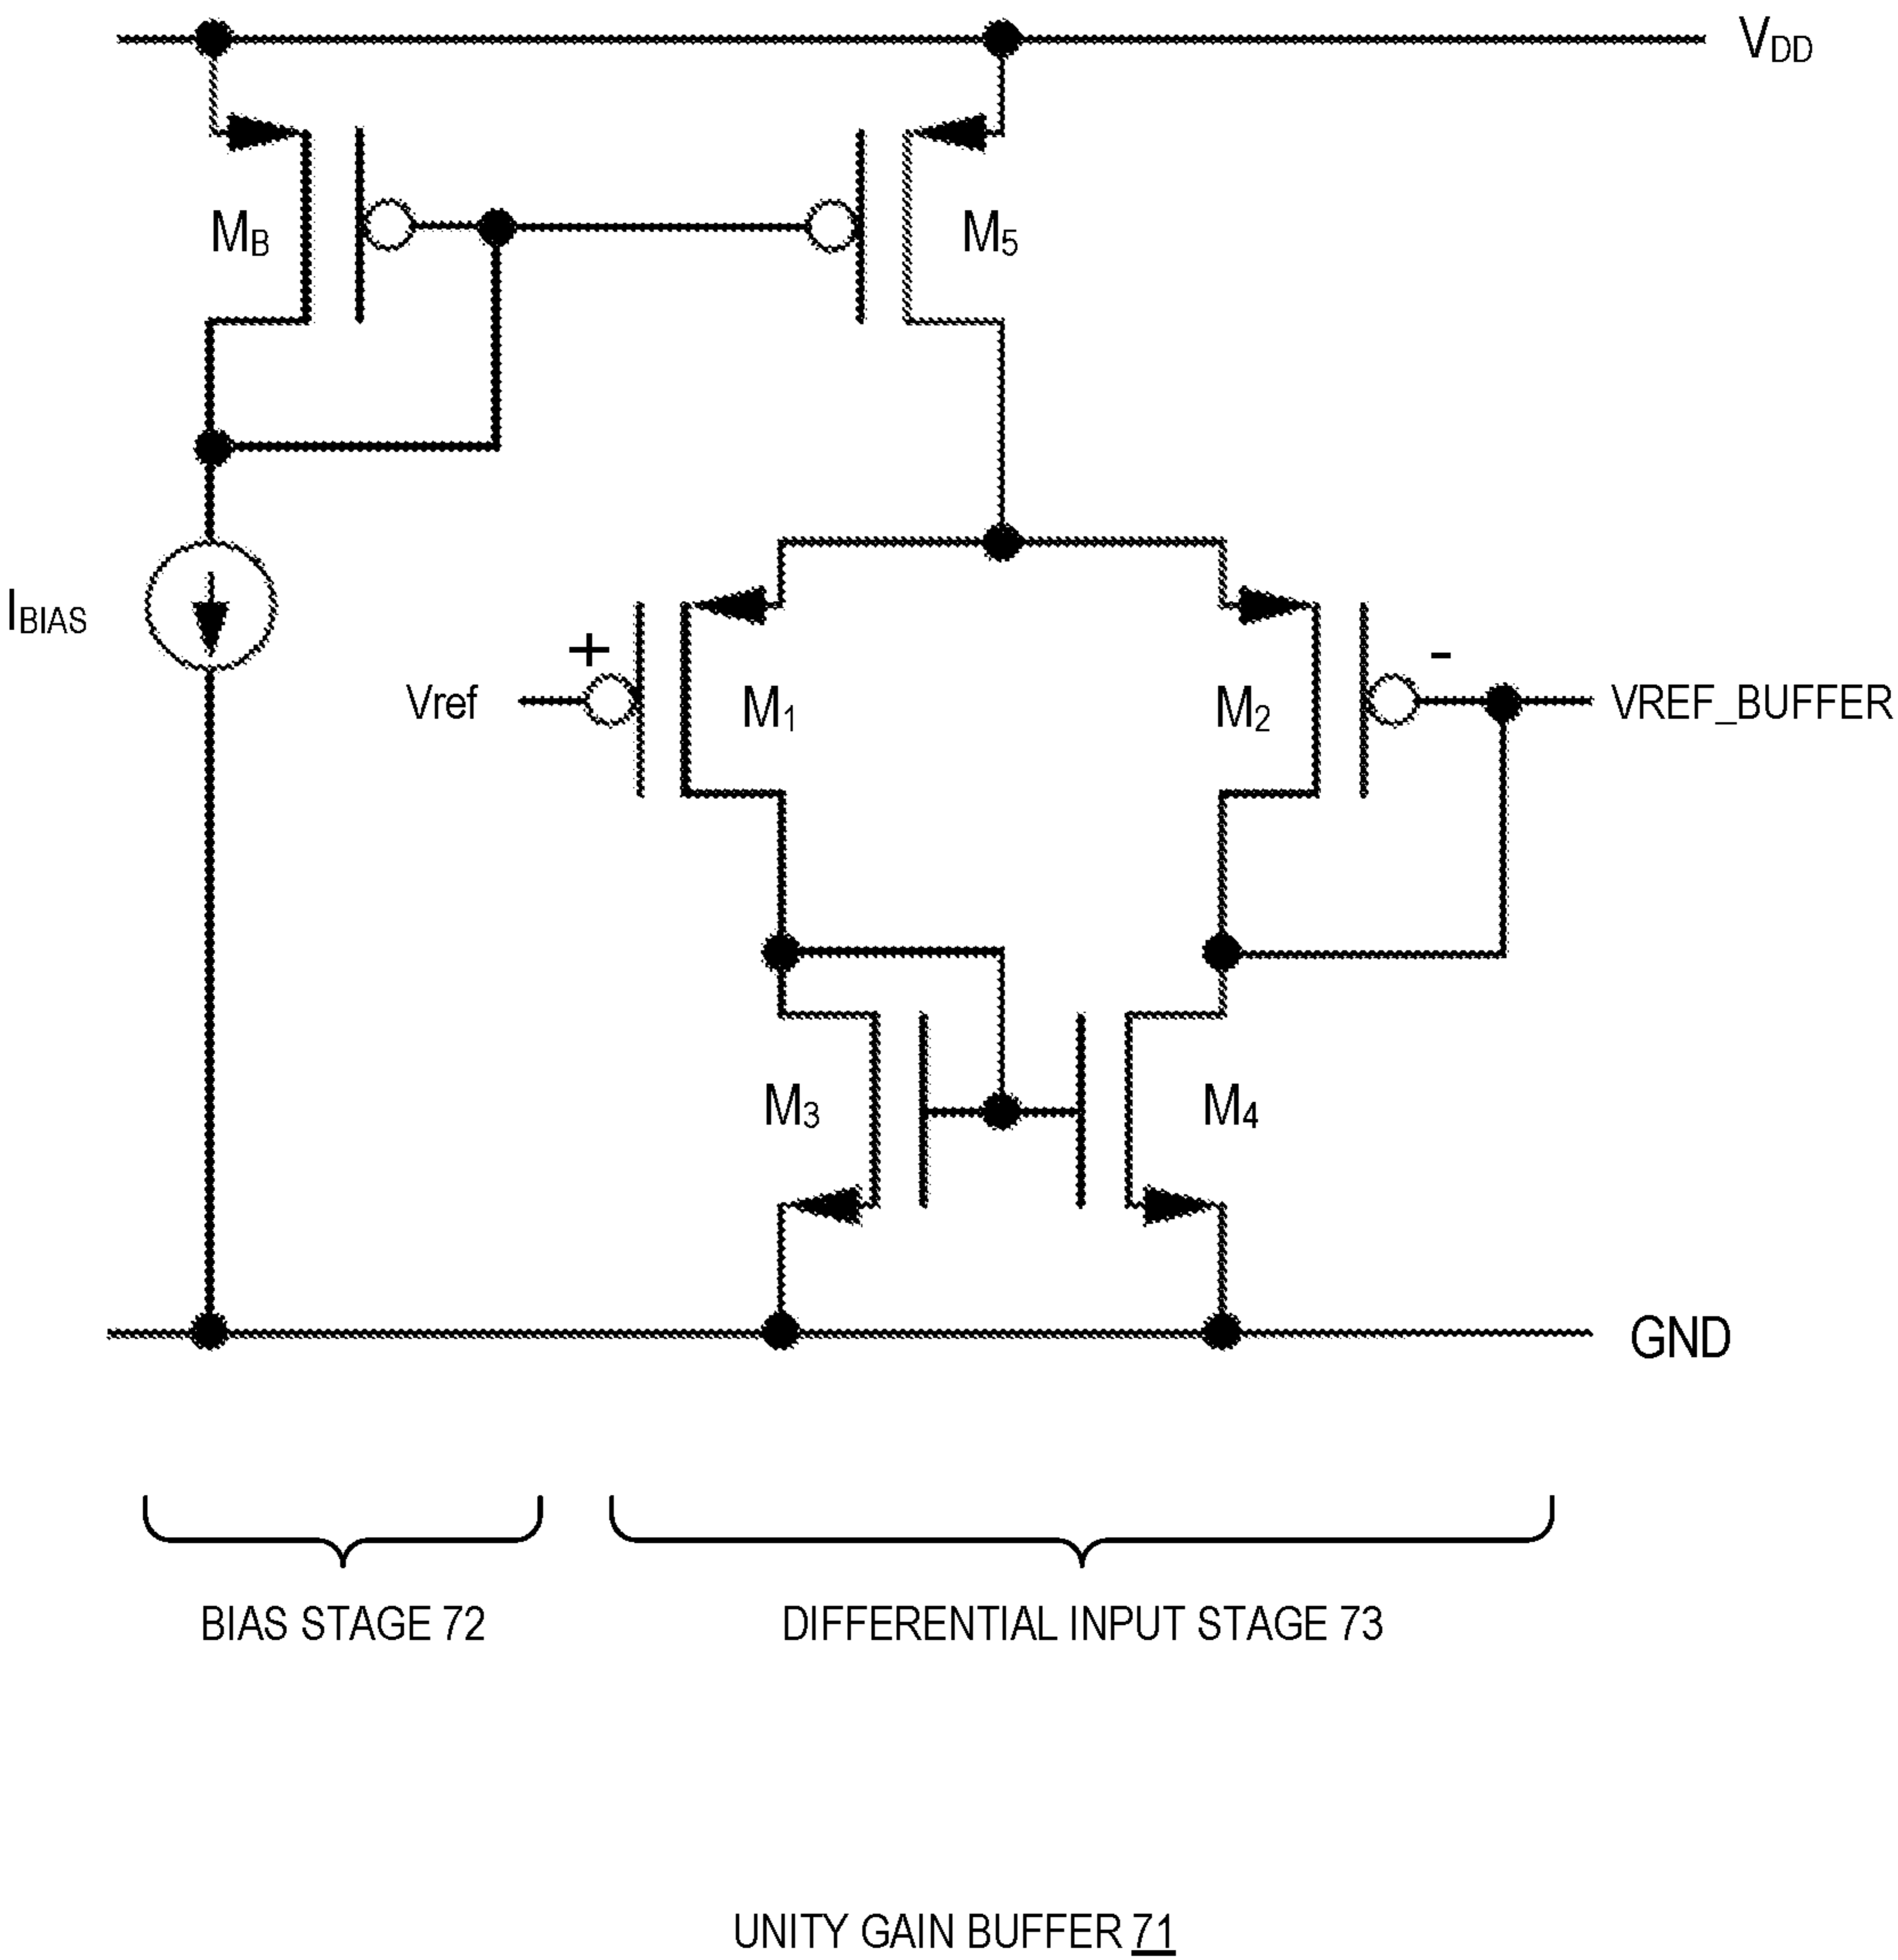 VDD
MB
M5
IBIAS
+
-
Vref
M1
M2
VREF_BUFFER
M3
M4
GND
BIAS STAGE 72
DIFFERENTIAL INPUT STAGE 73
UNITY GAIN BUFFER 71